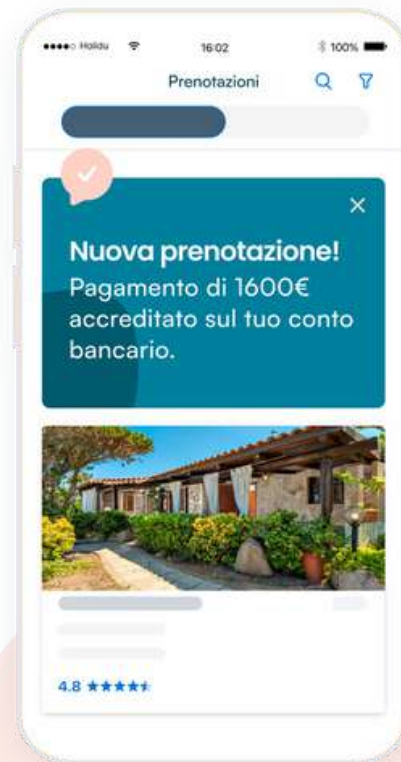 Holidu
16:02
100%
Prenotazioni
Nuova prenotazione!
Pagamento di 1600€
accreditato sul tuo conto
bancario.
4.8